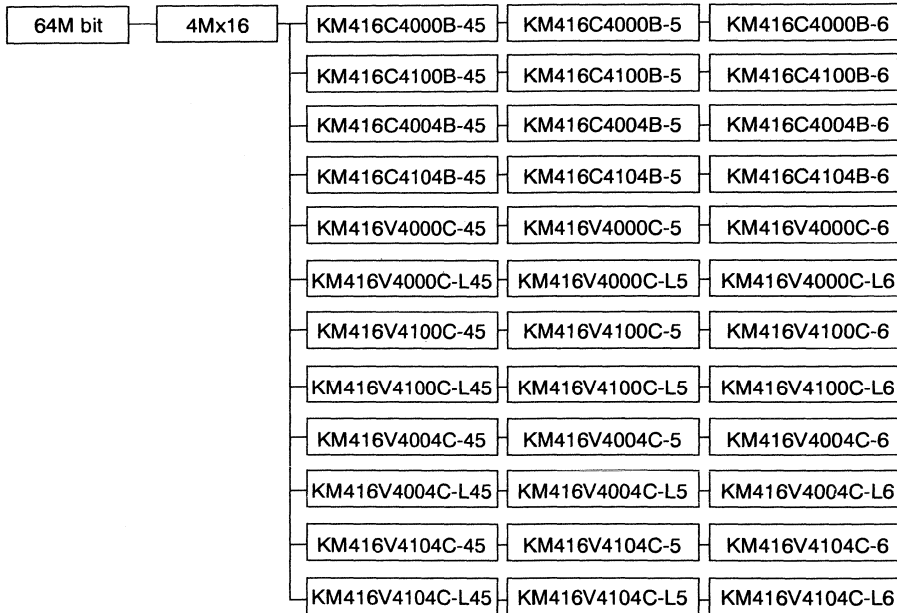 64M bit 4Mx16 KM416C4000B-45 KM416C4000B-5 KM416C4000B-6
KM416C4100B-45 KM416C4100B-5 KM416C4100B-6
KM416C4004B-45 KM416C4004B-5 KM416C4004B-6
KM416C4104B-45 KM416C4104B-5 KM416C4104B-6
KM416V4000C-45 KM416V4000C-5 KM416V4000C-6
KM416V4000C-L45 KM416V4000C-L5 KM416V4000C-L6
KM416V4100C-45 KM416V4100C-5 KM416V4100C-6
KM416V4100C-L45 KM416V4100C-L5 KM416V4100C-L6
KM416V4004C-45 KM416V4004C-5 KM416V4004C-6
KM416V4004C-L45 KM416V4004C-L5 KM416V4004C-L6
KM416V4104C-45 KM416V4104C-5 KM416V4104C-6
KM416V4104C-L45 KM416V4104C-L5 KM416V4104C-L6